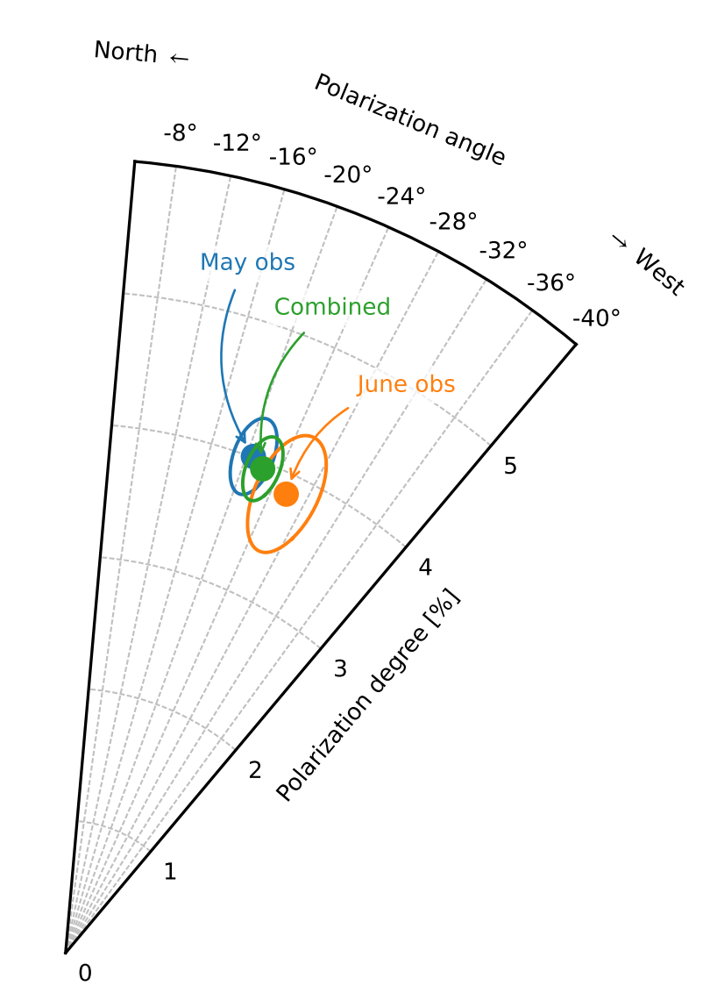 North ←
Polarization angle
→ West
-8°
-12°
-16°
-20°
-24°
-28°
-32°
-36°
-40°
May obs
Combined
June obs
5
4
3
2
1
0
Polarization degree [%]